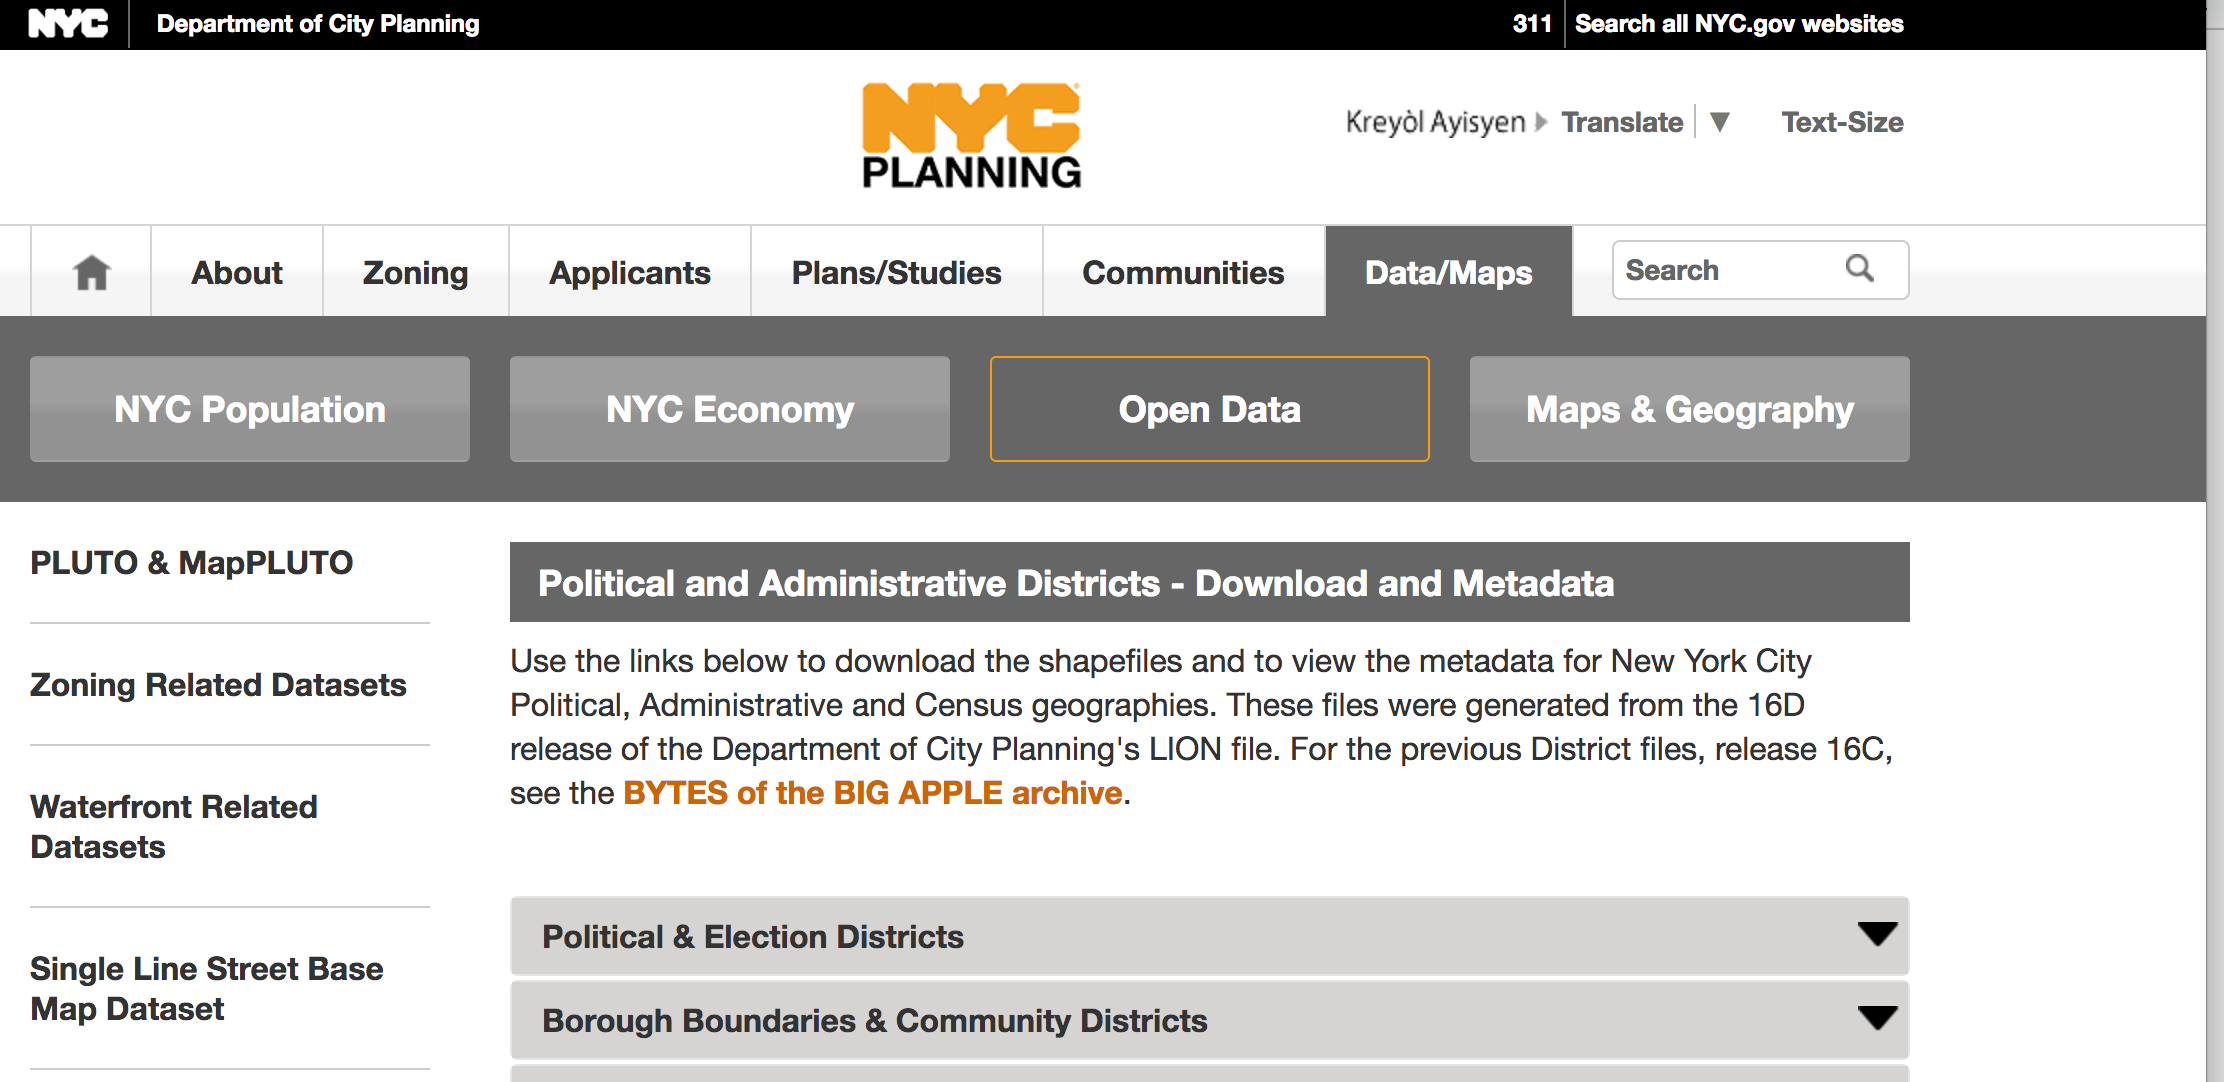 NYC
Department of City Planning
311
Search all NYC.gov websites
NYC
PLANNING
Kreyòl Ayisyen
Translate
▼
Text-Size
About
Zoning
Applicants
Plans/Studies
Communities
Data/Maps
Search
NYC Population
NYC Economy
Open Data
Maps & Geography
PLUTO & MapPLUTO
Zoning Related Datasets
Waterfront Related
Datasets
Single Line Street Base
Map Dataset
Political and Administrative Districts - Download and Metadata
Use the links below to download the shapefiles and to view the metadata for New York City
Political, Administrative and Census geographies. These files were generated from the 16D
release of the Department of City Planning's LION file. For the previous District files, release 16C,
see the BYTES of the BIG APPLE archive.
Political & Election Districts
Borough Boundaries & Community Districts